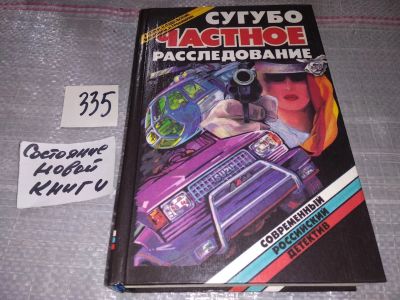 СУГУБО
ЧАСТНОЕ
РАССЛЕДОВАНИЕ
335
Состояние
новой
книги
СОВРЕМЕННЫЙ
РОССИЙСКИЙ
ДЕТЕКТИВ